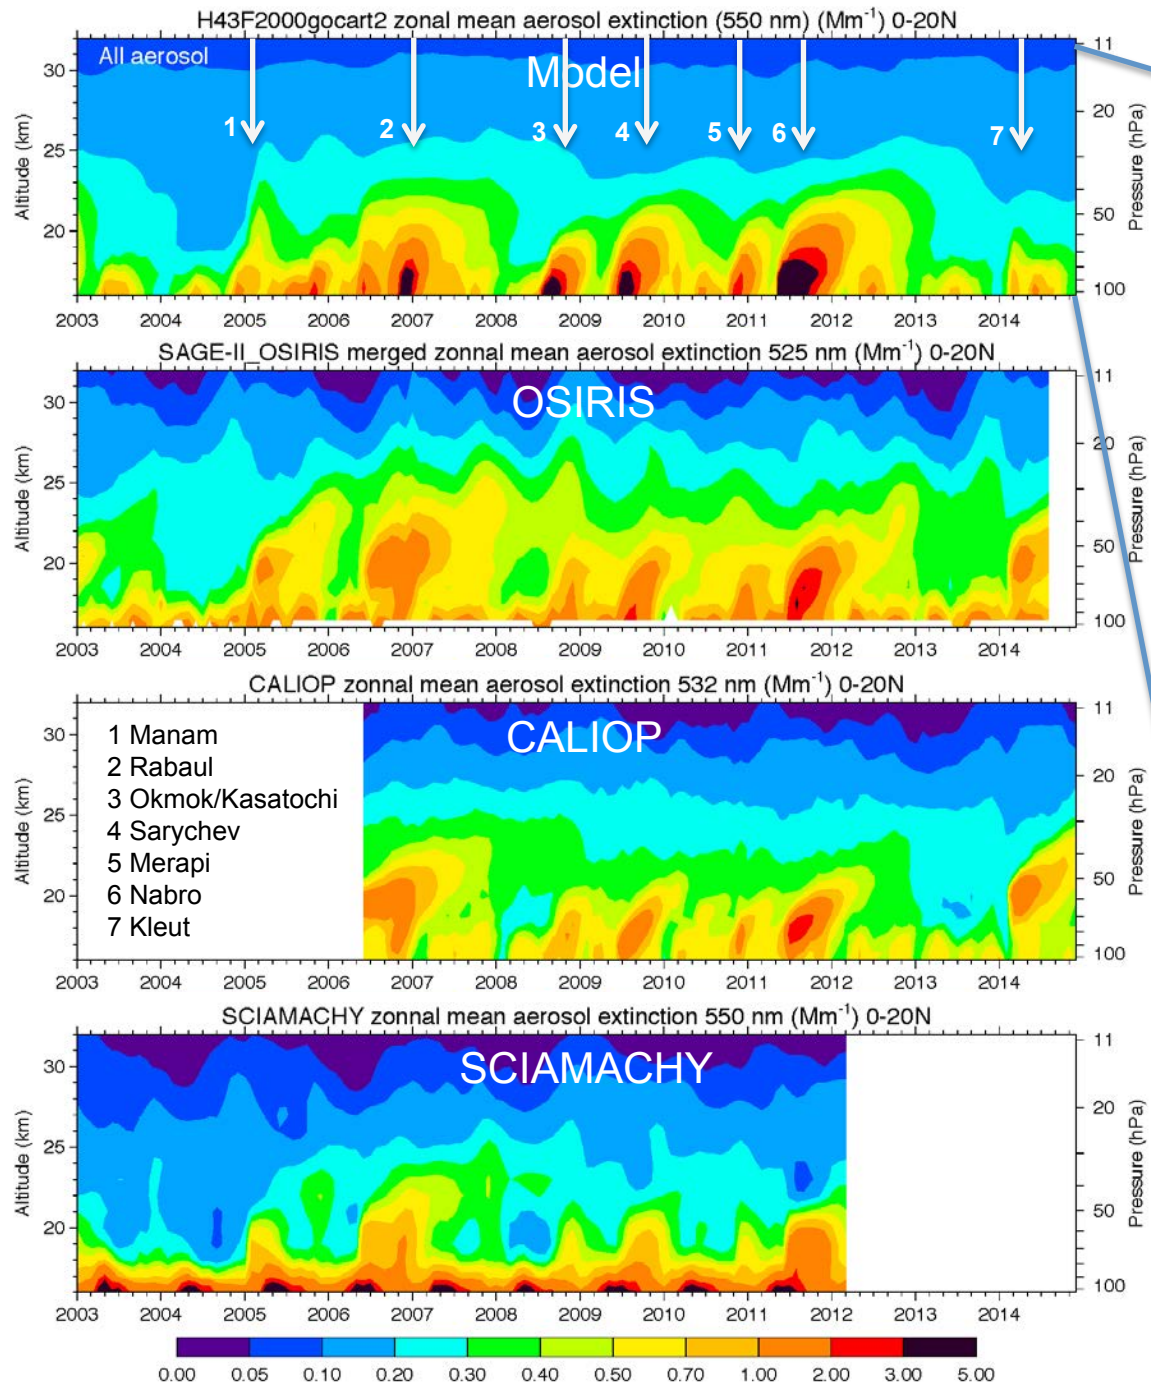 H43F2000gocart2 zonal mean aerosol extinction (550 nm) (Mm⁻¹) 0-20N
All aerosol
Model
1 2 3 4 5 6 7
Altitude (km)
30
25
20
Pressure (hPa)
11
20
50
100
2003 2004 2005 2006 2007 2008 2009 2010 2011 2012 2013 2014
SAGE-II_OSIRIS merged zonnal mean aerosol extinction 525 nm (Mm⁻¹) 0-20N
OSIRIS
Altitude (km)
30
25
20
Pressure (hPa)
11
20
50
100
2003 2004 2005 2006 2007 2008 2009 2010 2011 2012 2013 2014
CALIOP zonnal mean aerosol extinction 532 nm (Mm⁻¹) 0-20N
CALIOP
1 Manam
2 Rabaul
3 Okmok/Kasatochi
4 Sarychev
5 Merapi
6 Nabro
7 Kleut
Altitude (km)
30
25
20
Pressure (hPa)
11
20
50
100
2003 2004 2005 2006 2007 2008 2009 2010 2011 2012 2013 2014
SCIAMACHY zonnal mean aerosol extinction 550 nm (Mm⁻¹) 0-20N
SCIAMACHY
Altitude (km)
30
25
20
Pressure (hPa)
11
20
50
100
2003 2004 2005 2006 2007 2008 2009 2010 2011 2012 2013 2014
0.00 0.05 0.10 0.20 0.30 0.40 0.50 0.70 1.00 2.00 3.00 5.00